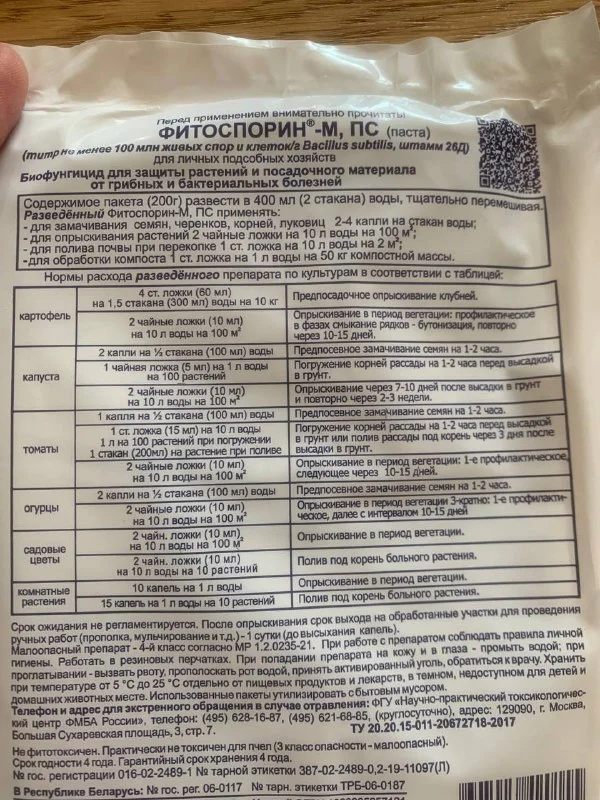 Перед применением внимательно прочитать!
ФИТОСПОРИН®-М, ПС (паста)
(титр не менее 100 млн живых спор и клеток/г Bacillus subtilis, штамм 26Д)
для личных подсобных хозяйств
Биофунгицид для защиты растений и посадочного материала
от грибных и бактериальных болезней
Содержимое пакета (200г) развести в 400 мл (2 стакана) воды, тщательно перемешивая.
Разведённый Фитоспорин-М, ПС применять:
- для замачивания семян, черенков, корней, луковиц 2-4 капли на стакан воды;
- для опрыскивания растений 2 чайные ложки на 10 л воды на 100 м²;
- для полива почвы при перекопке 1 ст. ложка на 10 л воды на 2 м²;
-для обработки компоста 1 ст. ложка на 1 л воды на 50 кг компостной массы.
Нормы расхода разведённого препарата по культурам в соответствии с таблицей:
картофель
4 ст. ложки (60 мл)
на 1,5 стакана (300 мл) воды на 10 кг
Предпосадочное опрыскивание клубней.
2 чайные ложки (10 мл)
на 10 л воды на 100 м²
Опрыскивание в период вегетации: профилактическое
в фазах смыкание рядков - бутонизация, повторно
через 10-15 дней.
капуста
2 капли на ½ стакана (100 мл) воды
Предпосевное замачивание семян на 1-2 часа.
1 чайная ложка (5 мл) на 1 л воды
на 100 растений
Погружение корней рассады на 1-2 часа перед высадкой
в грунт.
2 чайные ложки (10 мл)
на 10 л воды на 100 м²
Опрыскивание через 7-10 дней после высадки в грунт
и повторно через 2-3 недели.
томаты
1 капля на ½ стакана (100 мл) воды
Предпосевное замачивание семян на 1-2 часа.
1 ст. ложка (15 мл) на 10 л воды
1 л на 100 растений при погружении
1 стакан (200мл) на растение при поливе
Погружение корней рассады на 1-2 часа перед высадкой
в грунт или полив рассады под корень через 3 дня после
высадки в грунт.
2 чайные ложки (10 мл)
на 10 л воды на 100 м²
Опрыскивание в период вегетации: 1-е профилактическое,
следующее через 10-15 дней.
огурцы
2 капли на ½ стакана (100 мл) воды
Предпосевное замачивание семян на 1-2 часа.
2 чайные ложки (10 мл)
на 10 л воды на 100 м²
Опрыскивание в период вегетации 3-кратно: 1-е профилакти-
ческое, далее с интервалом 10-15 дней
садовые
цветы
2 чайн. ложки (10 мл)
на 10 л воды на 100 м²
Опрыскивание в период вегетации.
2 чайн. ложки (10 мл)
на 10 л воды на 10 растений
Полив под корень больного растения.
комнатные
растения
10 капель на 1 л воды
Опрыскивание в период вегетации.
15 капель на 1 л воды на 10 растений
Полив под корень больного растения.
Срок ожидания не регламентируется. После опрыскивания срок выхода на обработанные участки для проведения
ручных работ (прополка, мульчирование и т.д.) - 1 сутки (до высыхания капель).
Малоопасный препарат - 4-й класс согласно МР 1.2.0235-21. При работе с препаратом соблюдать правила личной
гигиены. Работать в резиновых перчатках. При попадании препарата на кожу и в глаза - промыть водой; при
проглатывании - вызвать рвоту, прополоскать рот водой, принять активированный уголь, обратиться к врачу. Хранить
при температуре от 5 °С до 25 °С отдельно от пищевых продуктов и лекарств, в темном, недоступном для детей и
домашних животных месте. Использованные пакеты утилизировать с бытовым мусором.
Телефон и адрес для экстренного обращения в случае отравления: ФГУ «Научно-практический токсикологичес-
кий центр ФМБА России», телефон: (495) 628-16-87, (495) 621-68-85, (круглосуточно), адрес: 129090, г. Москва,
Большая Сухаревская площадь, 3, стр. 7. ТУ 20.20.15-011-20672718-2017
Не фитотоксичен. Практически не токсичен для пчел (3 класс опасности - малоопасный).
Срок годности 4 года. Гарантийный срок хранения 4 года.
№ гос. регистрации 016-02-2489-1 № тарной этикетки 387-02-2489-0,2-19-11097(Л)
В Республике Беларусь: № гос. рег. 06-0117 № тарн. этикетки ТРБ-06-0187